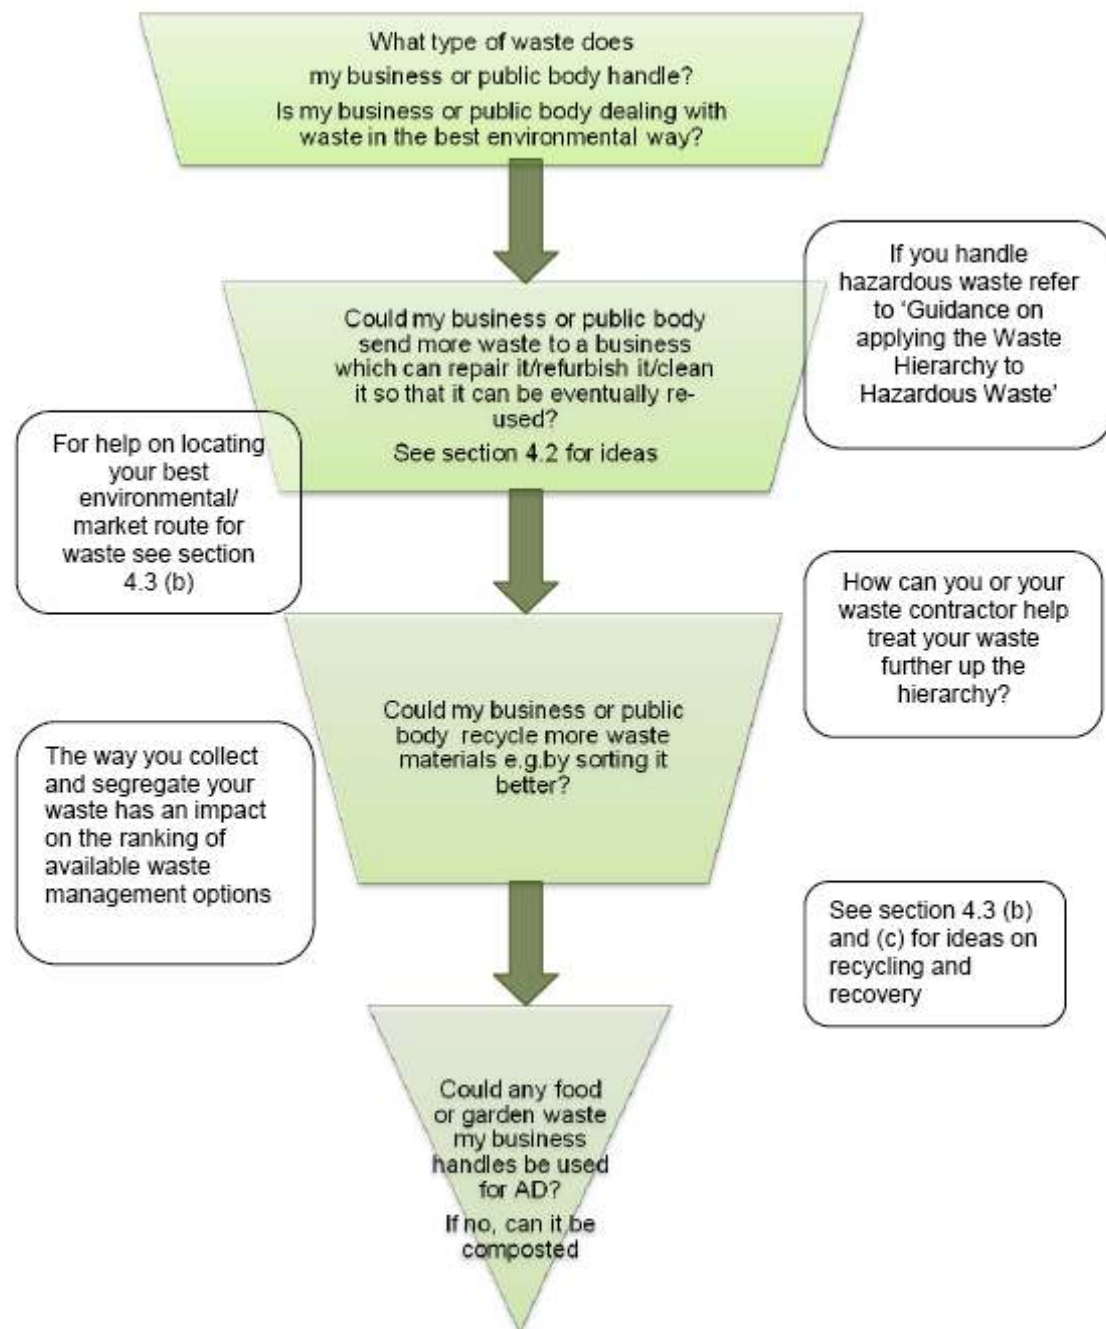 What type of waste does
my business or public body handle?
Is my business or public body dealing with
waste in the best environmental way?
If you handle
hazardous waste refer
to ‘Guidance on
applying the Waste
Hierarchy to
Hazardous Waste’
Could my business or public body
send more waste to a business
which can repair it/refurbish it/clean
it so that it can be eventually re-
used?
See section 4.2 for ideas
For help on locating
your best
environmental/
market route for
waste see section
4.3 (b)
How can you or your
waste contractor help
treat your waste
further up the
hierarchy?
Could my business or public
body recycle more waste
materials e.g.by sorting it
better?
The way you collect
and segregate your
waste has an impact
on the ranking of
available waste
management options
See section 4.3 (b)
and (c) for ideas on
recycling and
recovery
Could any food
or garden waste
my business
handles be used
for AD?
If no, can it be
composted